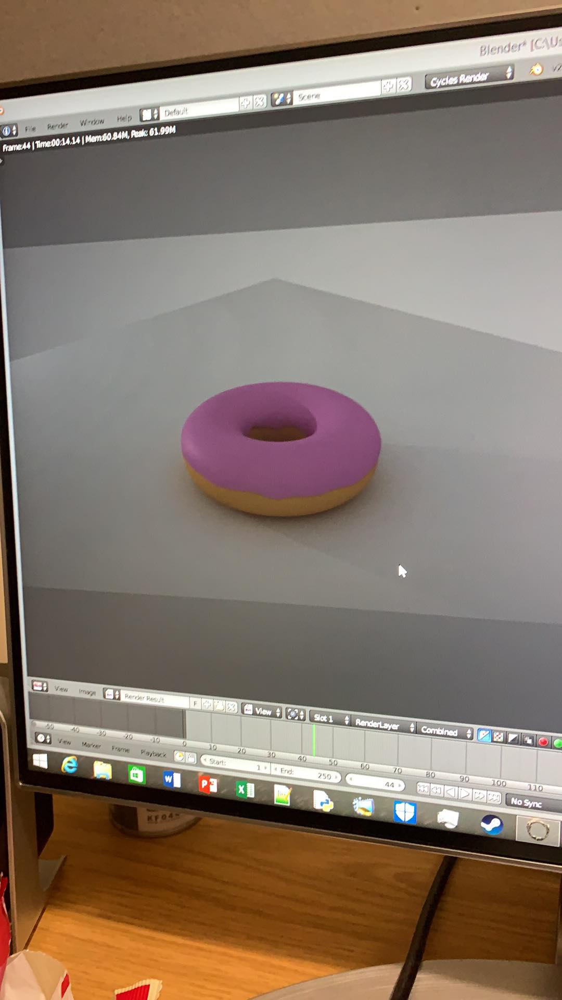 Blender* [C:\Us
File Render Window Help Default Scene Cycles Render v2
Frame:44 | Time:00:14.14 | Mem:60.84M, Peak: 61.99M
View Image Render Result F View Slot 1 RenderLayer Combined
-50 -40 -30 -20 -10 0 10 20 30 40 50 60 70 80 90 100 110
View Marker Frame Playback Start: 1 End: 250 44 No Sync
KF04